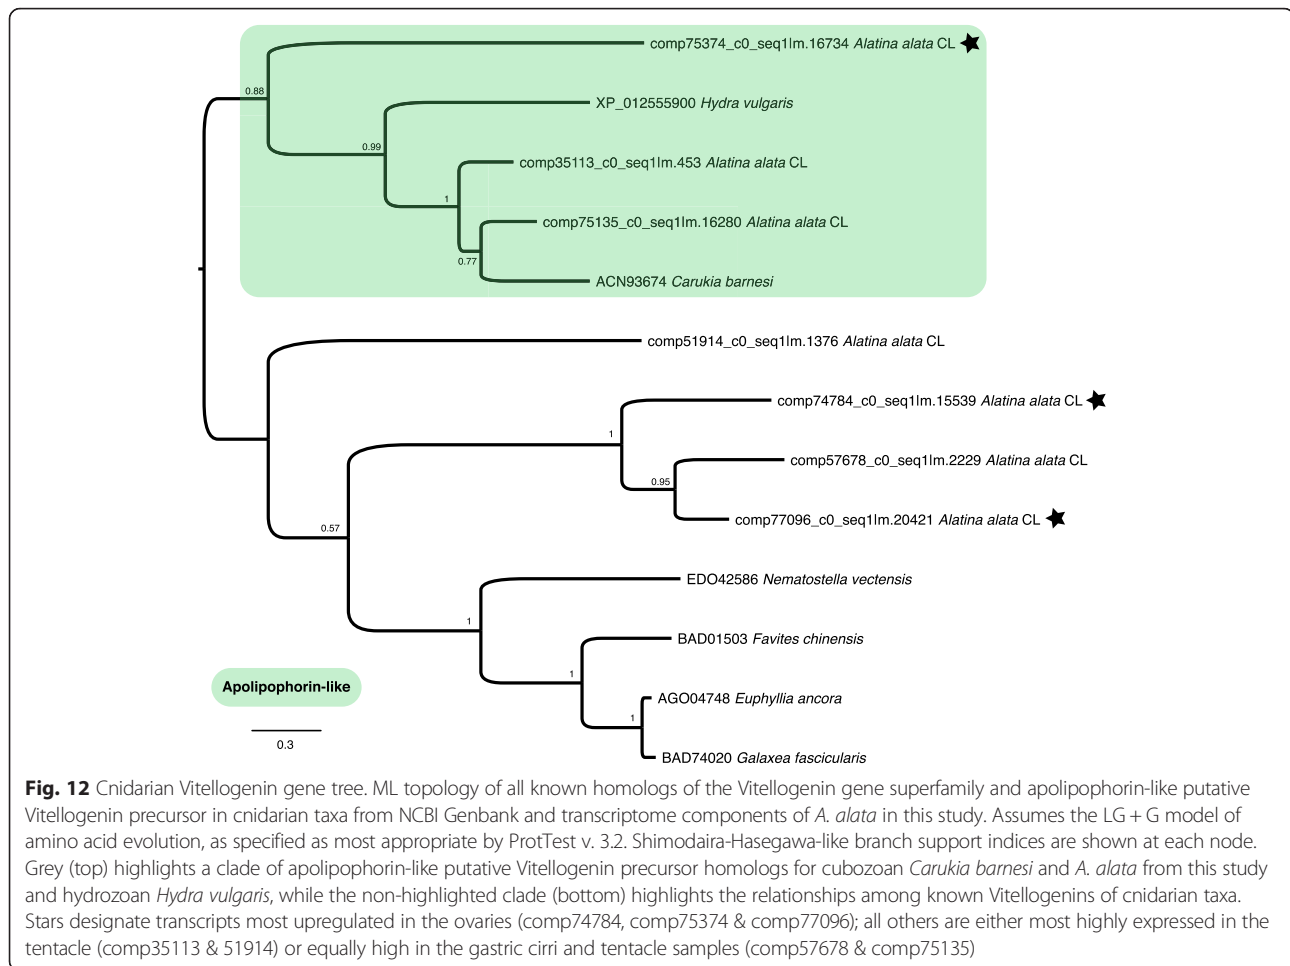 comp75374_c0_seq1lm.16734 Alatina alata CL
0.88
XP_012555900 Hydra vulgaris
0.99
comp35113_c0_seq1lm.453 Alatina alata CL
1
comp75135_c0_seq1lm.16280 Alatina alata CL
0.77
ACN93674 Carukia barnesi
comp51914_c0_seq1lm.1376 Alatina alata CL
comp74784_c0_seq1lm.15539 Alatina alata CL
1
comp57678_c0_seq1lm.2229 Alatina alata CL
0.95
comp77096_c0_seq1lm.20421 Alatina alata CL
0.57
EDO42586 Nematostella vectensis
1
BAD01503 Favites chinensis
1
AGO04748 Euphyllia ancora
1
BAD74020 Galaxea fascicularis
Apolipophorin-like
0.3
Fig. 12 Cnidarian Vitellogenin gene tree. ML topology of all known homologs of the Vitellogenin gene superfamily and apolipophorin-like putative
Vitellogenin precursor in cnidarian taxa from NCBI Genbank and transcriptome components of A. alata in this study. Assumes the LG + G model of
amino acid evolution, as specified as most appropriate by ProtTest v. 3.2. Shimodaira-Hasegawa-like branch support indices are shown at each node.
Grey (top) highlights a clade of apolipophorin-like putative Vitellogenin precursor homologs for cubozoan Carukia barnesi and A. alata from this study
and hydrozoan Hydra vulgaris, while the non-highlighted clade (bottom) highlights the relationships among known Vitellogenins of cnidarian taxa.
Stars designate transcripts most upregulated in the ovaries (comp74784, comp75374 & comp77096); all others are either most highly expressed in the
tentacle (comp35113 & 51914) or equally high in the gastric cirri and tentacle samples (comp57678 & comp75135)